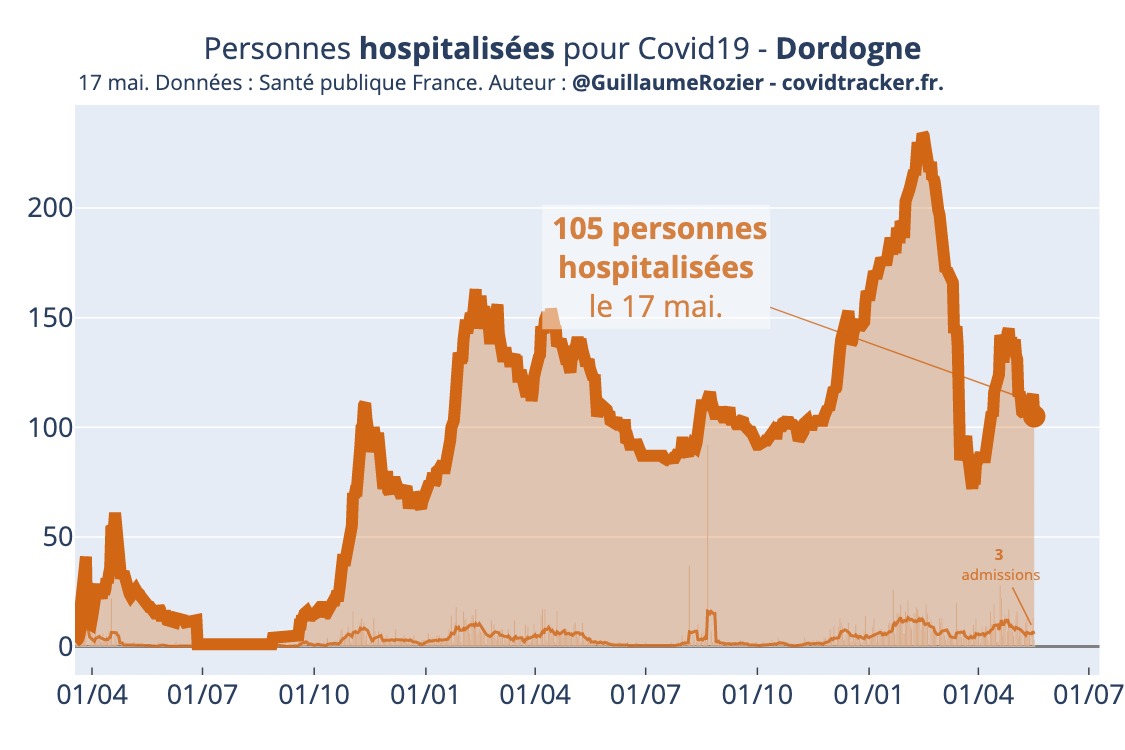 Personnes hospitalisées pour Covid19 - Dordogne
17 mai. Données : Santé publique France. Auteur : @GuillaumeRozier - covidtracker.fr.
200
105 personnes
hospitalisées
le 17 mai.
150
100
50
3
admissions
0
01/04 01/07 01/10 01/01 01/04 01/07 01/10 01/01 01/04 01/07